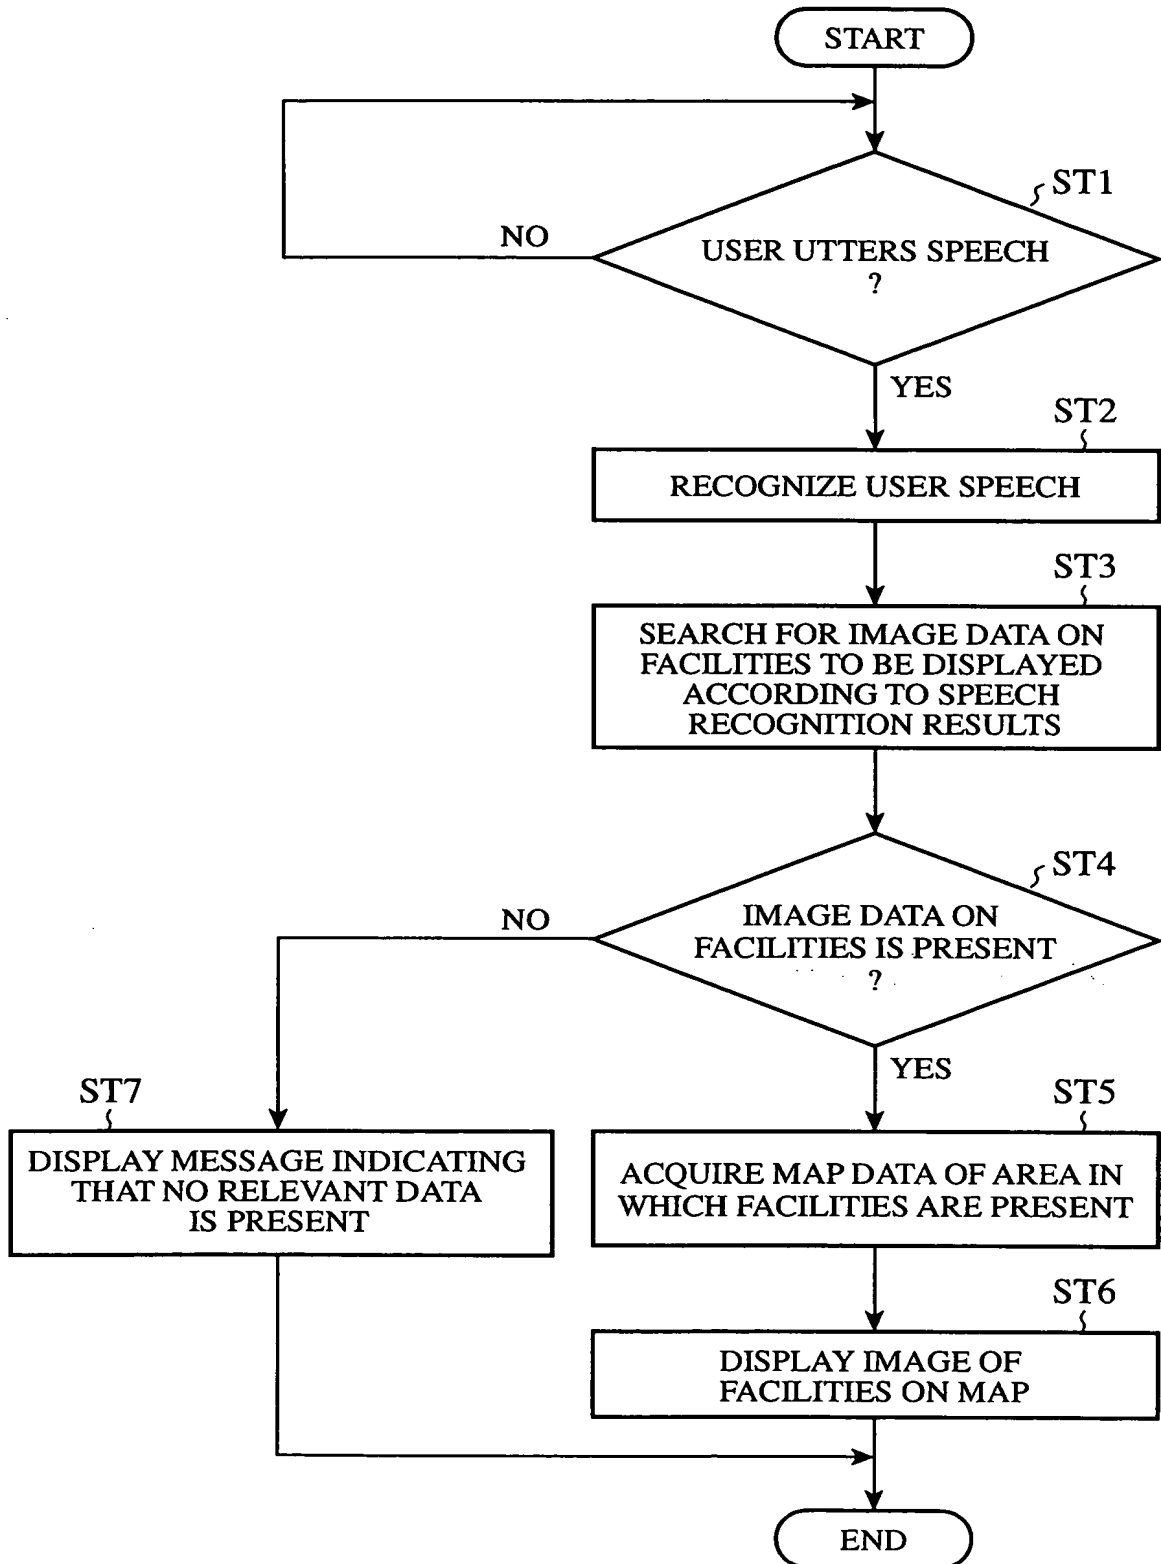 START
ST1
NO
USER UTTERS SPEECH
?
YES
ST2
RECOGNIZE USER SPEECH
ST3
SEARCH FOR IMAGE DATA ON
FACILITIES TO BE DISPLAYED
ACCORDING TO SPEECH
RECOGNITION RESULTS
ST4
NO
IMAGE DATA ON
FACILITIES IS PRESENT
?
YES
ST7
DISPLAY MESSAGE INDICATING
THAT NO RELEVANT DATA
IS PRESENT
ST5
ACQUIRE MAP DATA OF AREA IN
WHICH FACILITIES ARE PRESENT
ST6
DISPLAY IMAGE OF
FACILITIES ON MAP
END